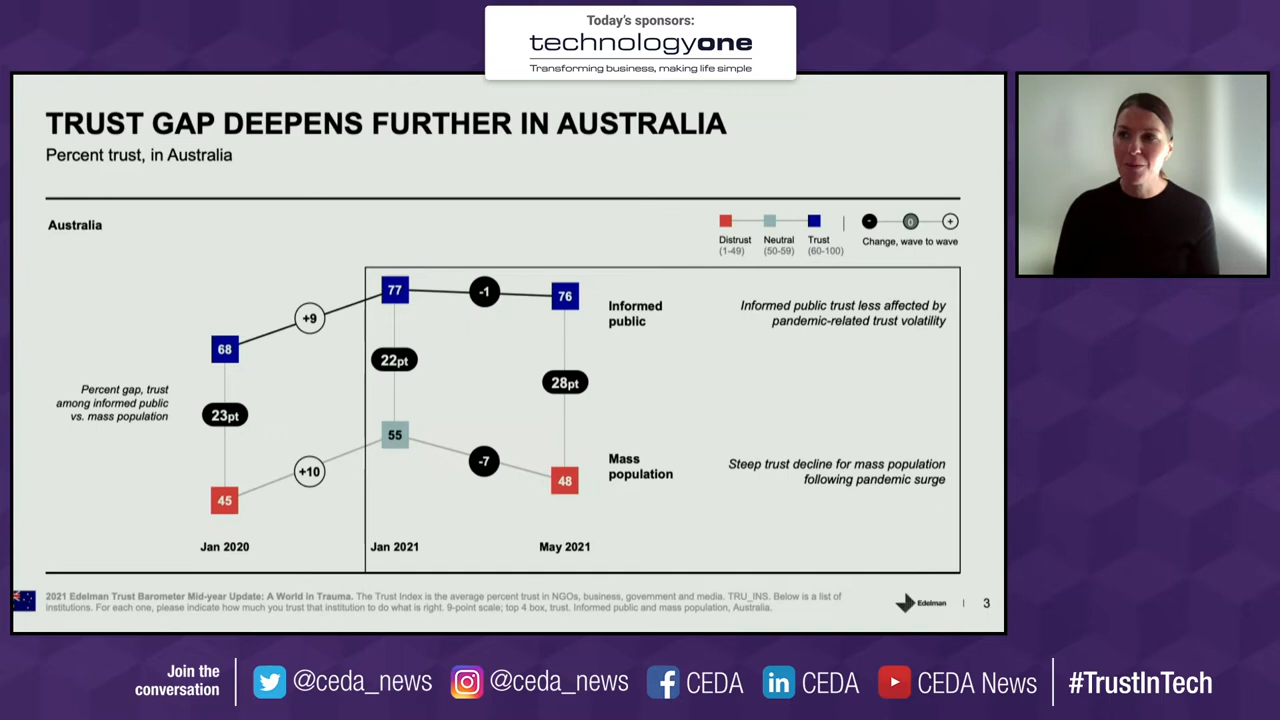 Today's sponsors:
technologyone
Transforming business, making life simple
TRUST GAP DEEPENS FURTHER IN AUSTRALIA
Percent trust, in Australia
Australia
Distrust
(1-49)
Neutral
(50-59)
Trust
(60-100)
-
0
+
Change, wave to wave
77
-1
76
+9
68
Informed
public
Informed public trust less affected by
pandemic-related trust volatility
22pt
28pt
Percent gap, trust
among informed public
vs. mass population
23pt
55
-7
48
+10
45
Mass
population
Steep trust decline for mass population
following pandemic surge
Jan 2020
Jan 2021
May 2021
2021 Edelman Trust Barometer Mid-year Update: A World in Trauma. The Trust Index is the average percent trust in NGOs, business, government and media. TRU_INS. Below is a list of
institutions. For each one, please indicate how much you trust that institution to do what is right. 9-point scale; top 4 box, trust. Informed public and mass population, Australia.
Edelman
3
Join the
conversation
@ceda_news
@ceda_news
CEDA
CEDA
CEDA News
#TrustInTech